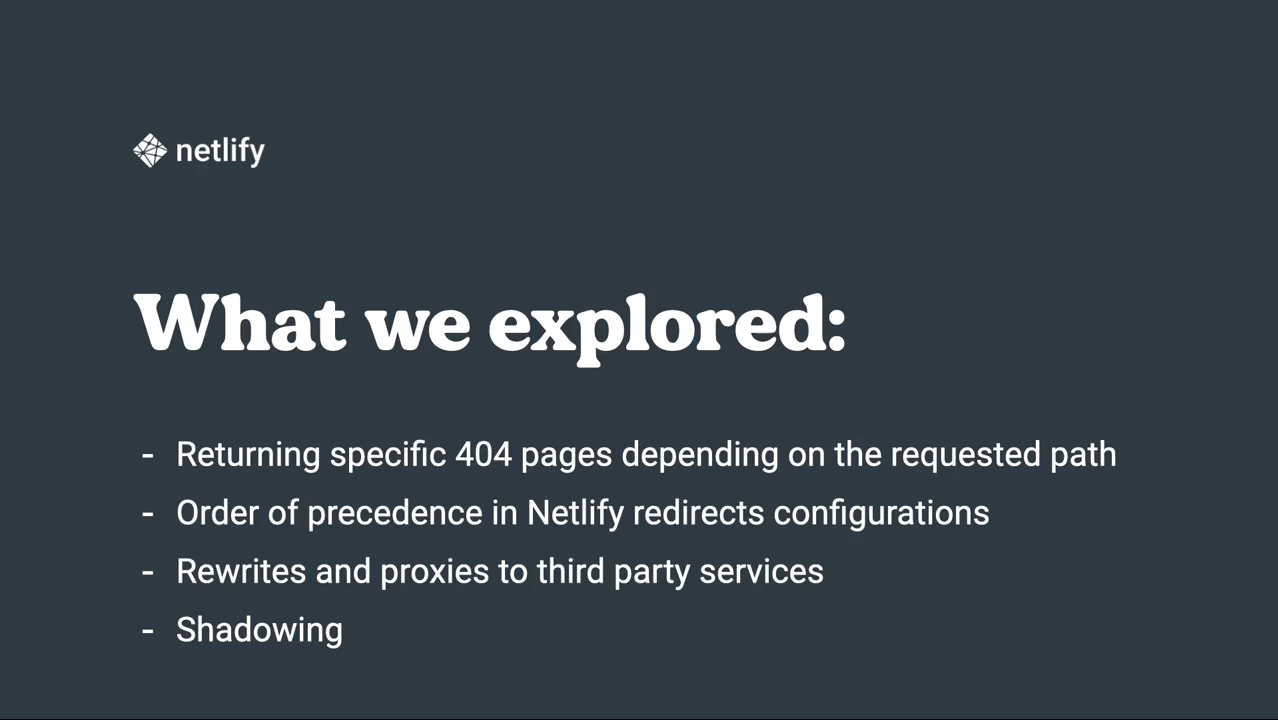 netlify
What we explored:
- Returning specific 404 pages depending on the requested path
- Order of precedence in Netlify redirects configurations
- Rewrites and proxies to third party services
- Shadowing